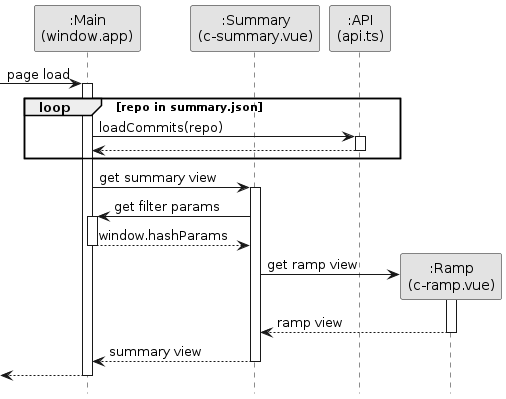 :Main
(window.app)
:Summary
(c-summary.vue)
:API
(api.ts)
page load
loop
[repo in summary.json]
loadCommits(repo)
get summary view
get filter params
window.hashParams
get ramp view
:Ramp
(c-ramp.vue)
ramp view
summary view